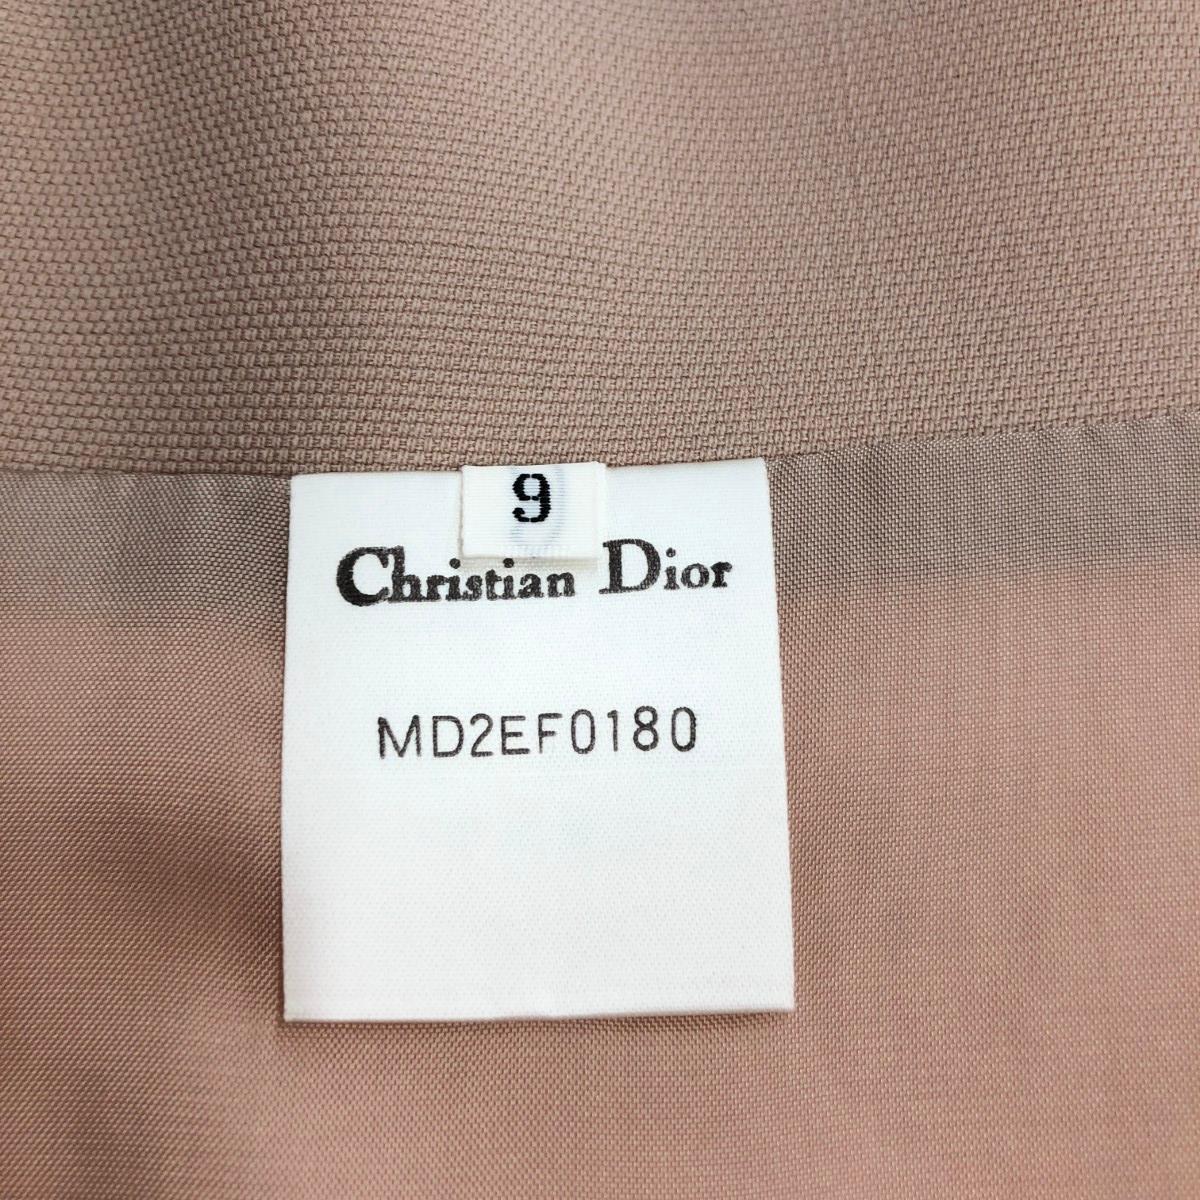 9
Christian Dior
MD2EF0180